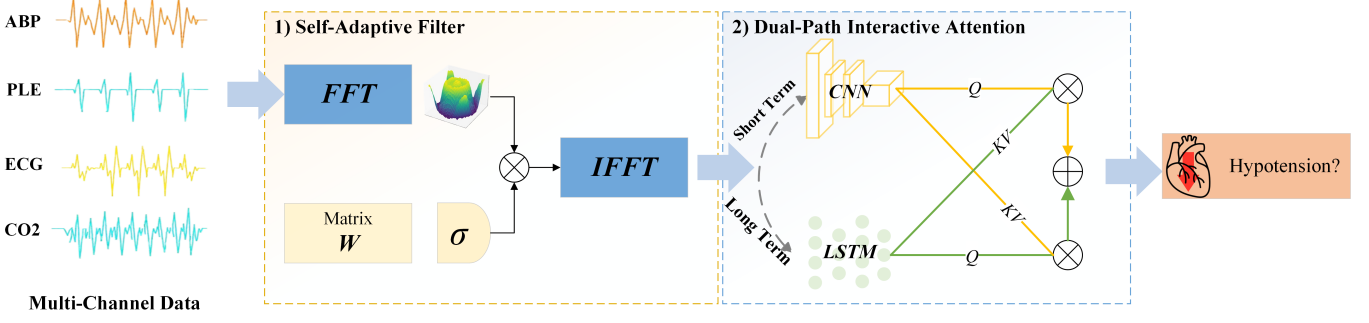 ABP
PLE
ECG
CO2
Multi-Channel Data
1) Self-Adaptive Filter
FFT
Matrix
W
σ
IFFT
2) Dual-Path Interactive Attention
Short Term
Long Term
CNN
LSTM
Q
KV
KV
Q
Hypotension?